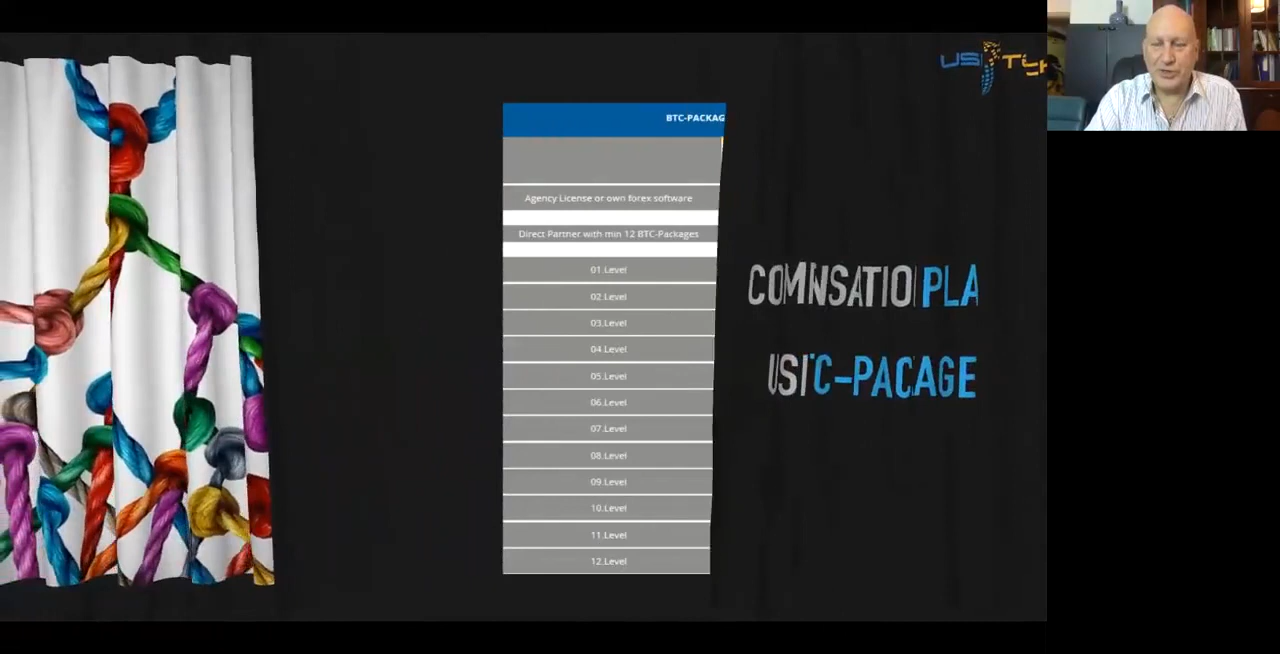 BTC-PACKAG
Agency License or own forex software
Direct Partner with min 12 BTC-Packages
01.Level
02 Level
03.Level
04 Level
05.Level
06.Level
07.Level
08.Level
09.Level
10.Level
11.Level
12.Level
COMNSATIO PLA
USI C-PACAGE